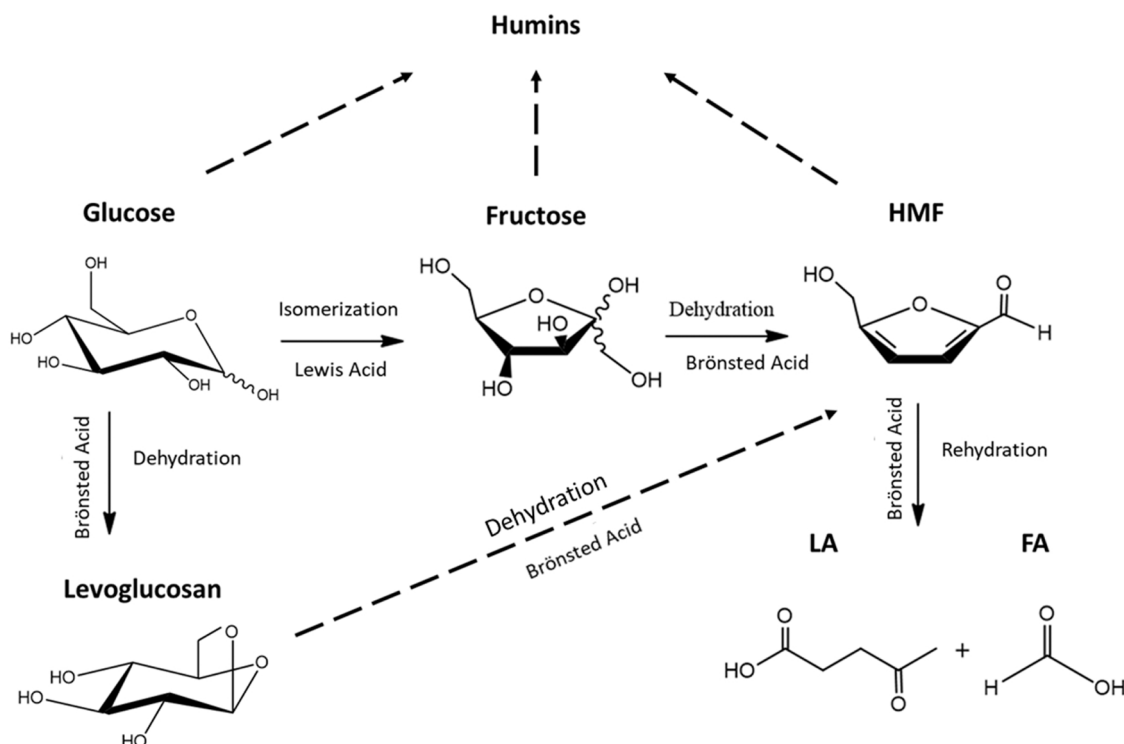 Humins
Glucose
Fructose
HMF
OH
HO
HO
O
OH
OH
Isomerization
Lewis Acid
HO
O
OH
HO
HO
OH
Dehydration
Brönsted Acid
HO
O
O
H
Brönsted Acid
Dehydration
Dehydration
Brönsted Acid
Brönsted Acid
Rehydration
Levoglucosan
HO
HO
HO
O
O
LA
FA
HO
O
O
+
O
H
OH